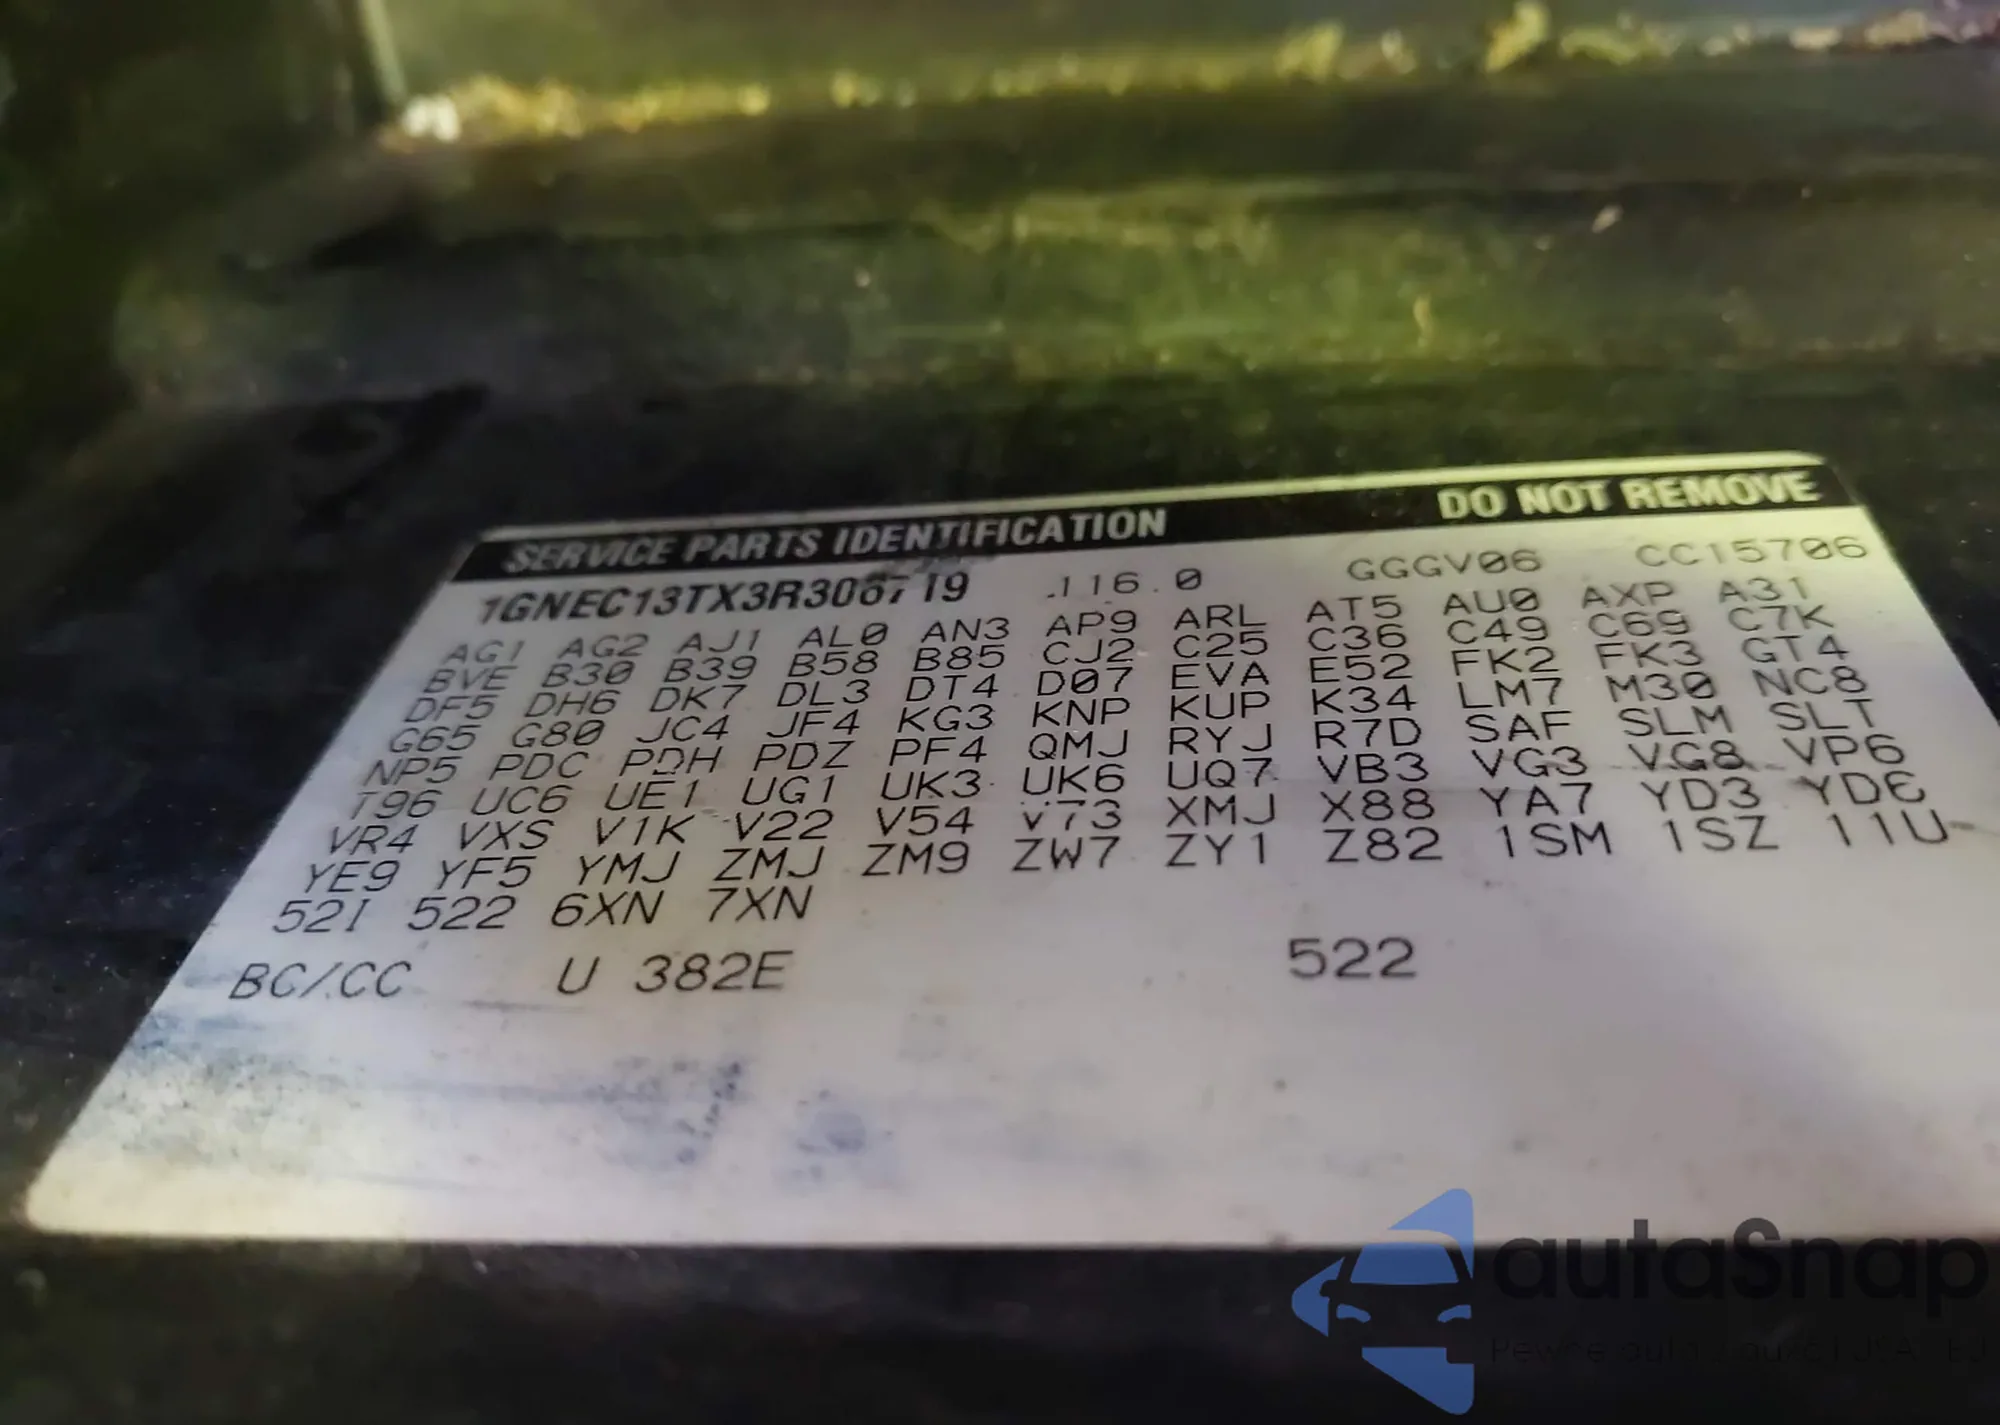 SERVICE PARTS IDENTIFICATION DO NOT REMOVE
1GNEC13TX3R306719 116.0 GGGV06 CC15706
AG1 AG2 AJ1 AL0 AN3 AP9 ARL AT5 AU0 AXP A31
BVE B30 B39 B58 B85 CJ2 C25 C36 C49 C69 C7K
DF5 DH6 DK7 DL3 DT4 D07 EVA E52 FK2 FK3 GT4
G65 G80 JC4 JF4 KG3 KNP KUP K34 LM7 M30 NC8
NP5 PDC PDH PDZ PF4 QMJ RYJ R7D SAF SLM SLT
T96 UC6 UE1 UG1 UK3 UK6 UQ7 VB3 VG3 VG8 VP6
VR4 VXS V1K V22 V54 V73 XMJ X88 YA7 YD3 YD6
YE9 YF5 YMJ ZMJ ZM9 ZW7 ZY1 Z82 1SM 1SZ 11U
52I 522 6XN 7XN
BC/CC U 382E 522
autaSnap